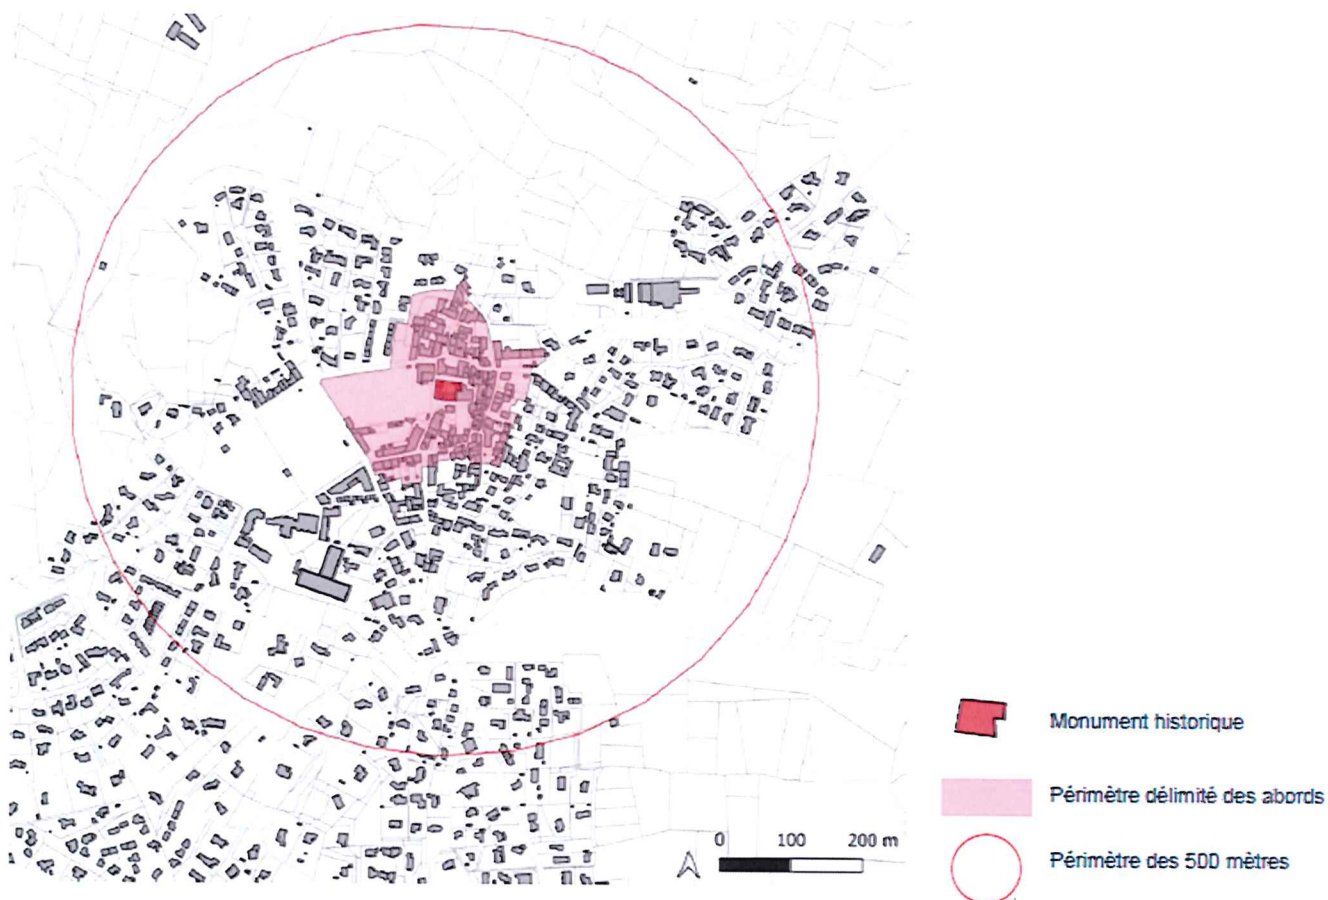 Monument historique
Périmètre délimité des abords
0 100 200 m
Périmètre des 500 mètres